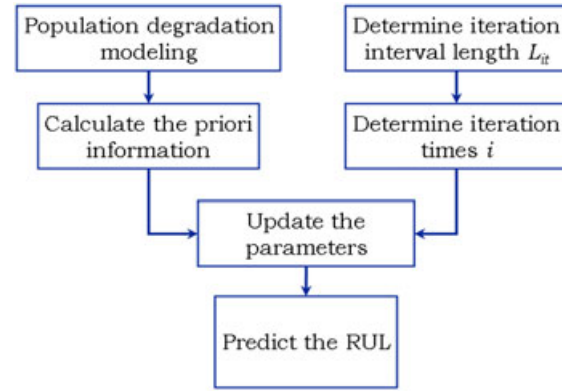 Population degradation
modeling
Determine iteration
interval length L_it
Calculate the priori
information
Determine iteration
times i
Update the
parameters
Predict the RUL